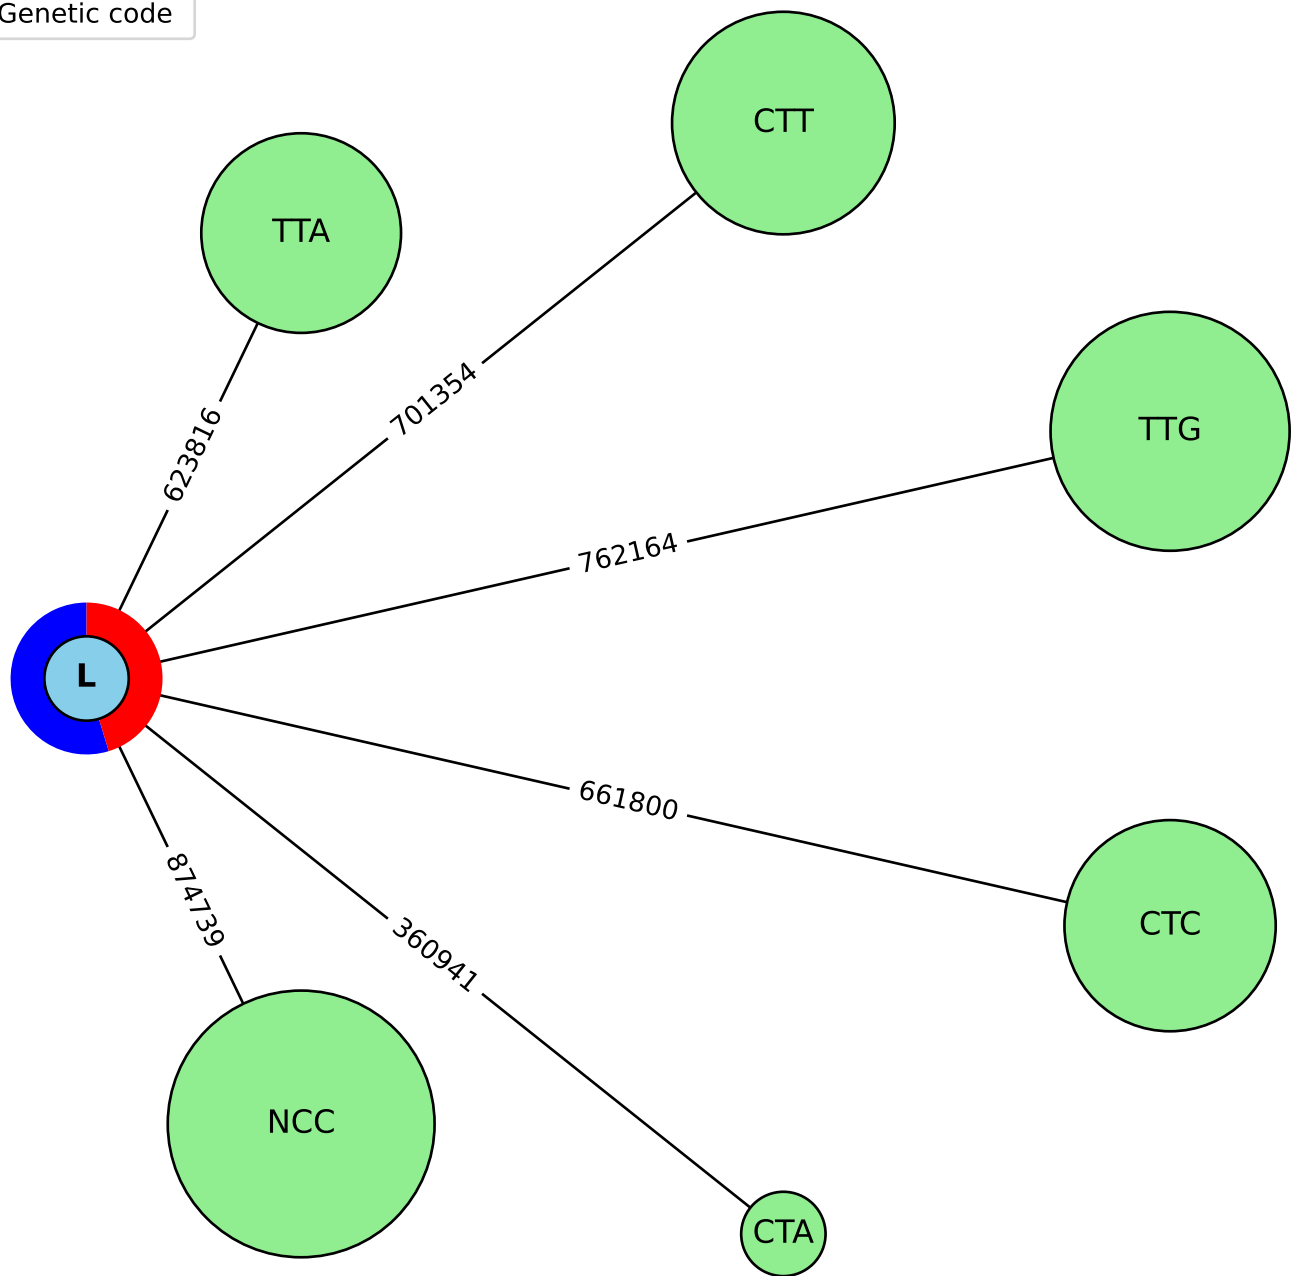 Genetic code
CTT
TTA
701354
623816
TTG
762164
L
661800
874739
360941
CTC
NCC
CTA